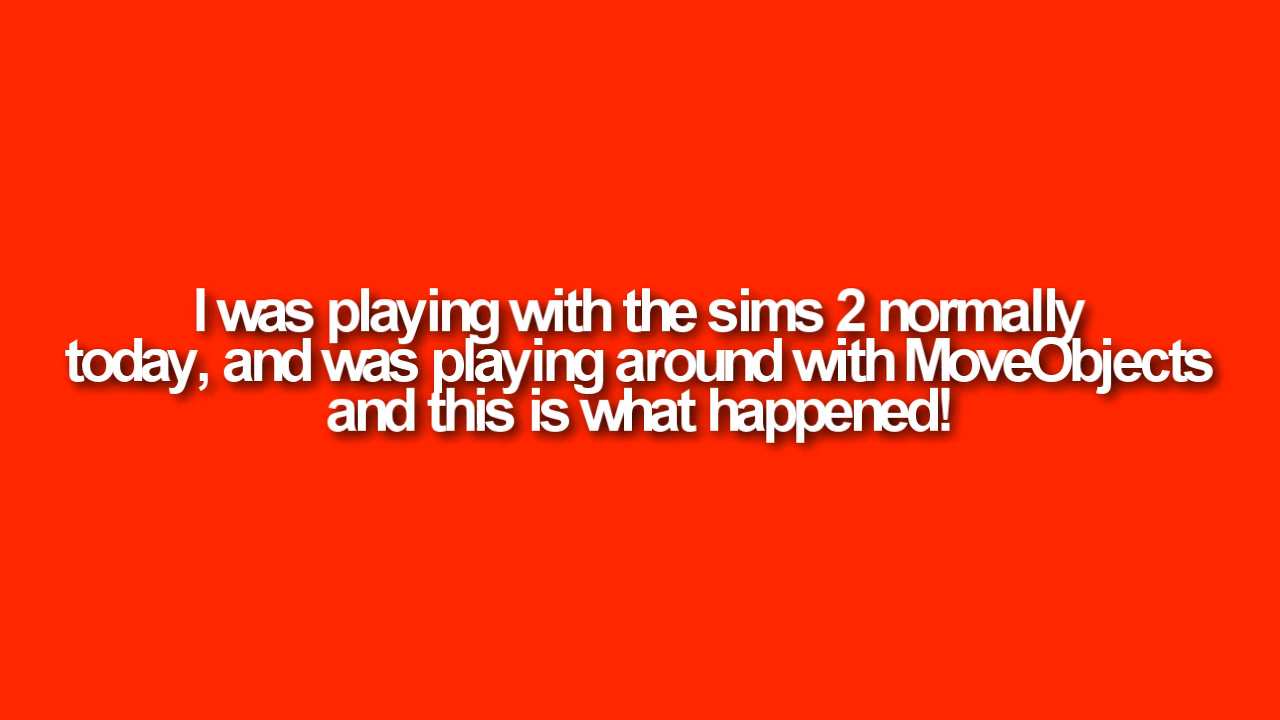 I was playing with the sims 2 normally
today, and was playing around with MoveObjects
and this is what happened!